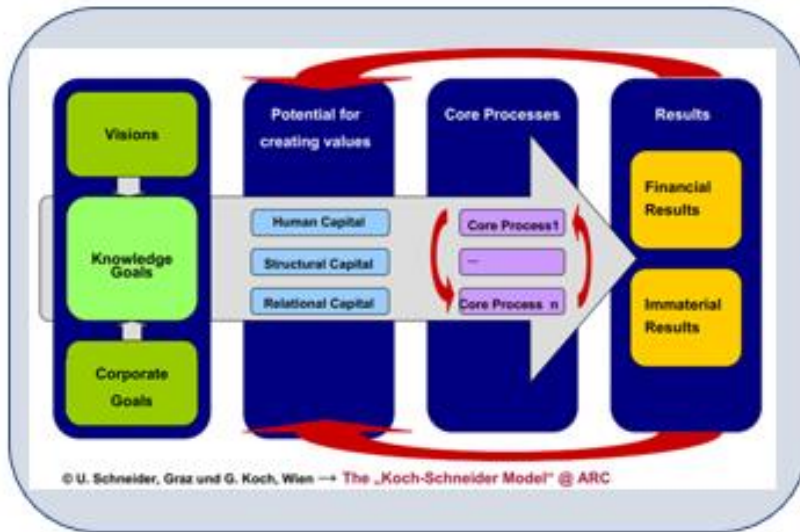 Visions
Knowledge
Goals
Corporate
Goals
Potential for
creating values
Human Capital
Structural Capital
Relational Capital
Core Processes
Core Process1
...
Core Process n
Results
Financial
Results
Immaterial
Results
© U. Schneider, Graz und G. Koch, Wien → The „Koch-Schneider Model“ @ ARC